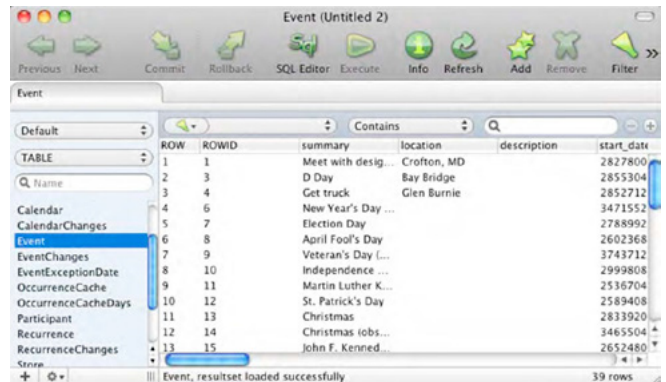 Event (Untitled 2)
Previous Next Commit Rollback SQL Editor Execute Info Refresh Add Remove Filter »
Event
Default Contains
TABLE
Name
Calendar
CalendarChanges
Event
EventChanges
EventExceptionDate
OccurrenceCache
OccurrenceCacheDays
Participant
Recurrence
RecurrenceChanges
Store
ROW ROWID summary location description start_date
1 1 Meet with desig... Crofton, MD 2827800
2 3 D Day Bay Bridge 2855304
3 4 Get truck Glen Burnie 2852712
4 6 New Year's Day ... 3471552
5 7 Election Day 2788992
6 8 April Fool's Day 2602368
7 9 Veteran's Day (... 3743712
8 10 Independence ... 2999808
9 11 Martin Luther K... 2536704
10 12 St. Patrick's Day 2589408
11 13 Christmas 2833920
12 14 Christmas (obs... 3465504
13 15 John F. Kenned... 2652480
Event, resultset loaded successfully 39 rows